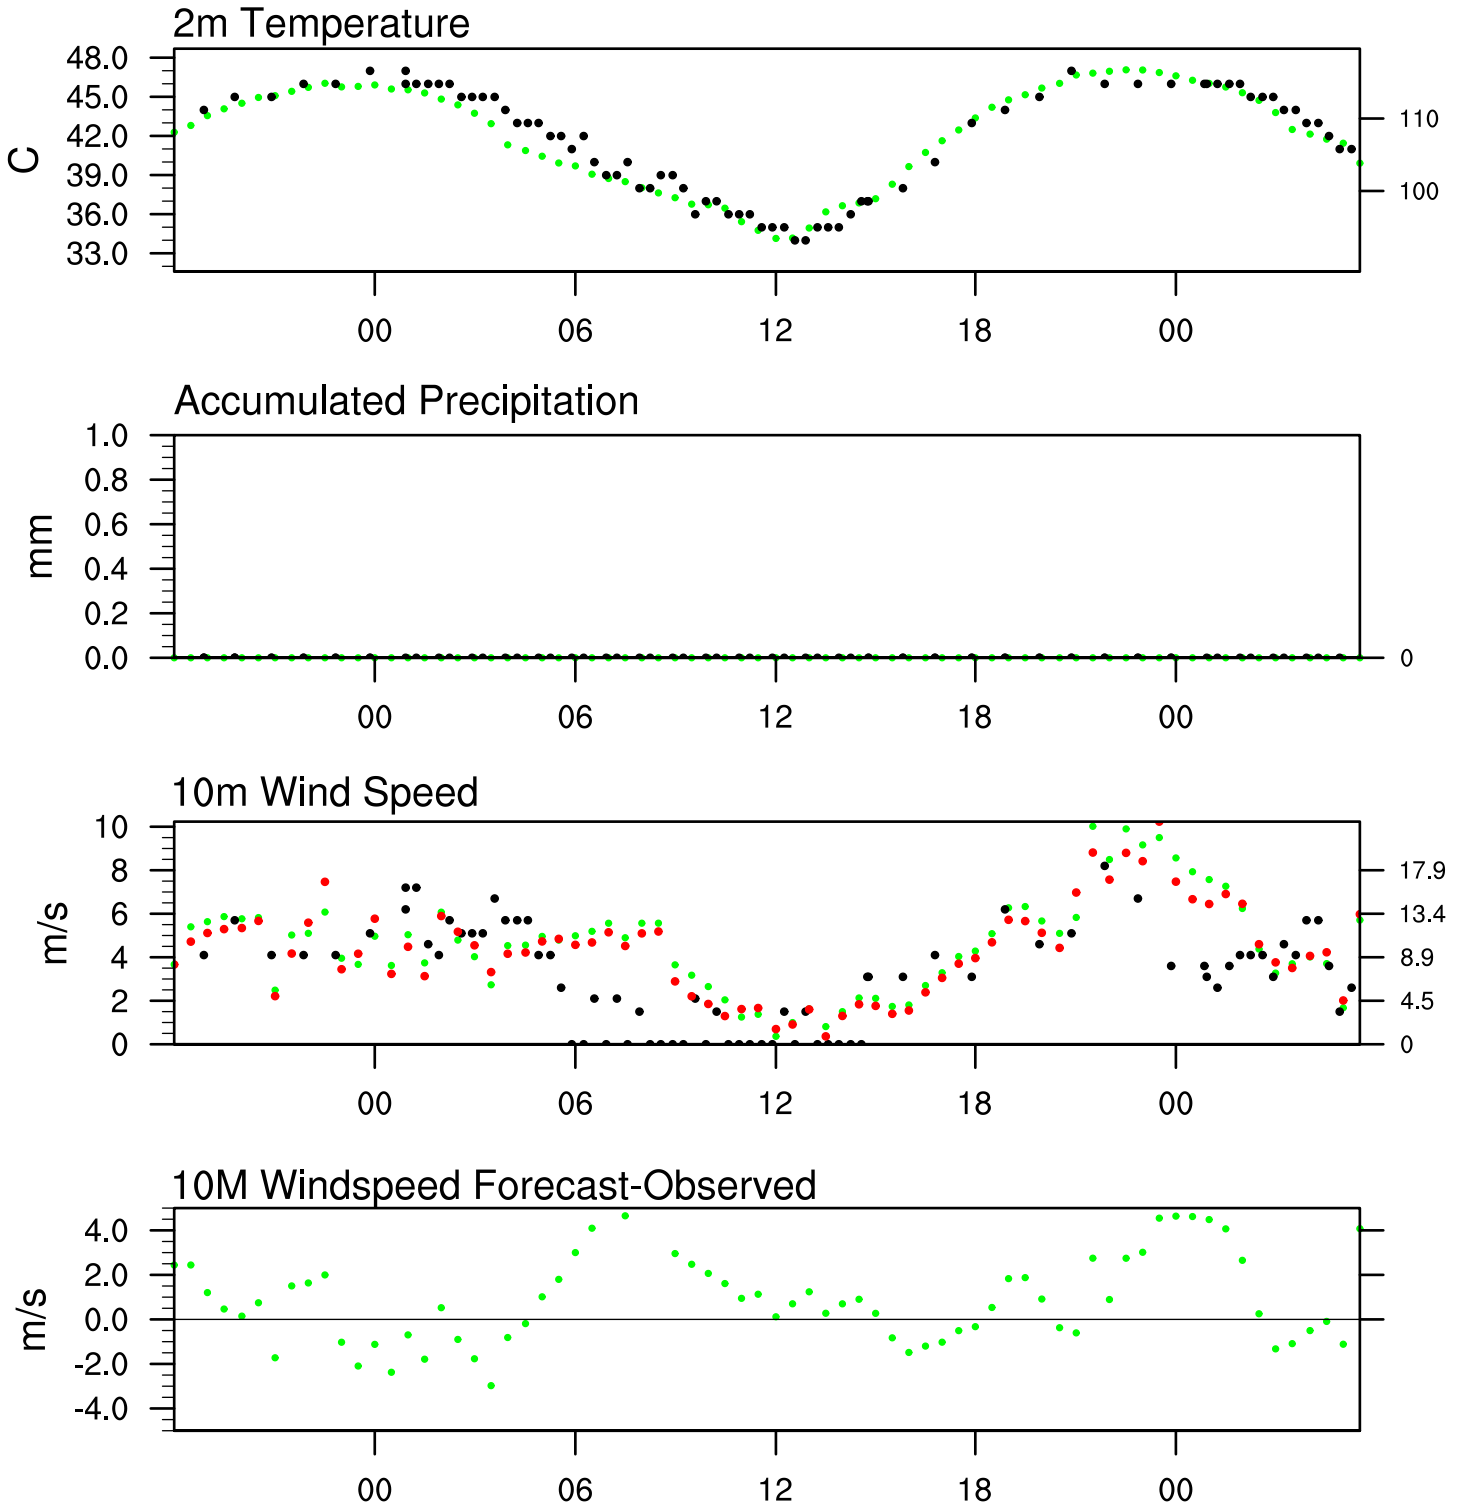 2m Temperature
48.0
45.0
42.0
39.0
36.0
33.0
C
110
100
00 06 12 18 00
Accumulated Precipitation
1.0
0.8
0.6
0.4
0.2
0.0
mm
0
00 06 12 18 00
10m Wind Speed
10
8
6
4
2
0
m/s
17.9
13.4
8.9
4.5
0
00 06 12 18 00
10M Windspeed Forecast-Observed
4.0
2.0
0.0
-2.0
-4.0
m/s
00 06 12 18 00